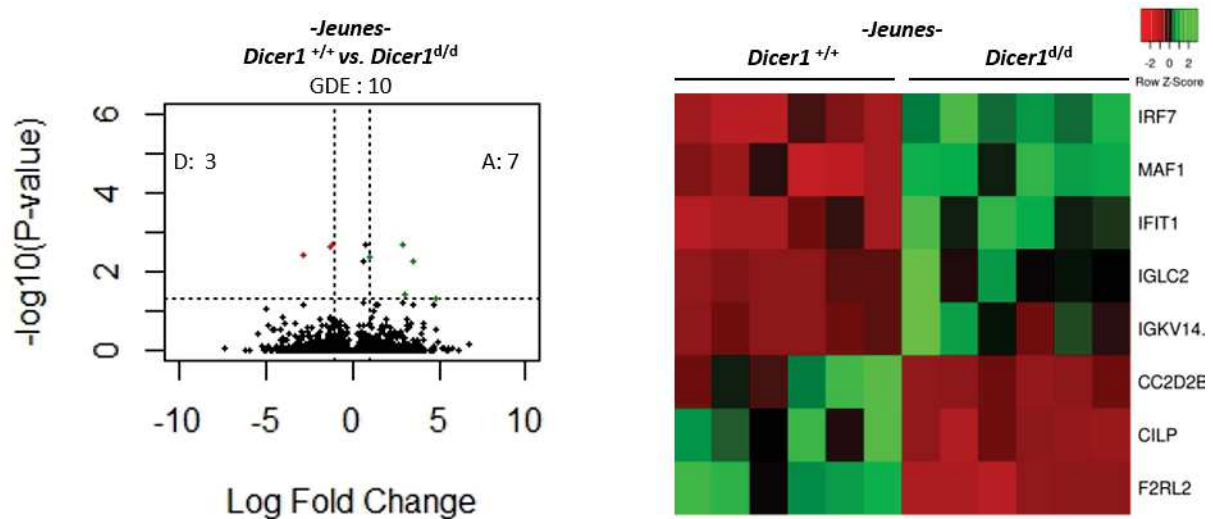 -Jeunes-
Dicer1 +/+ vs. Dicer1d/d
GDE : 10
-log10(P-value)
6
4
2
0
D: 3
A: 7
-10
-5
0
5
10
Log Fold Change
-Jeunes-
Dicer1 +/+
Dicer1d/d
-2
0
2
Row Z-Score
IRF7
MAF1
IFIT1
IGLC2
IGKV14.
CC2D2B
CILP
F2RL2